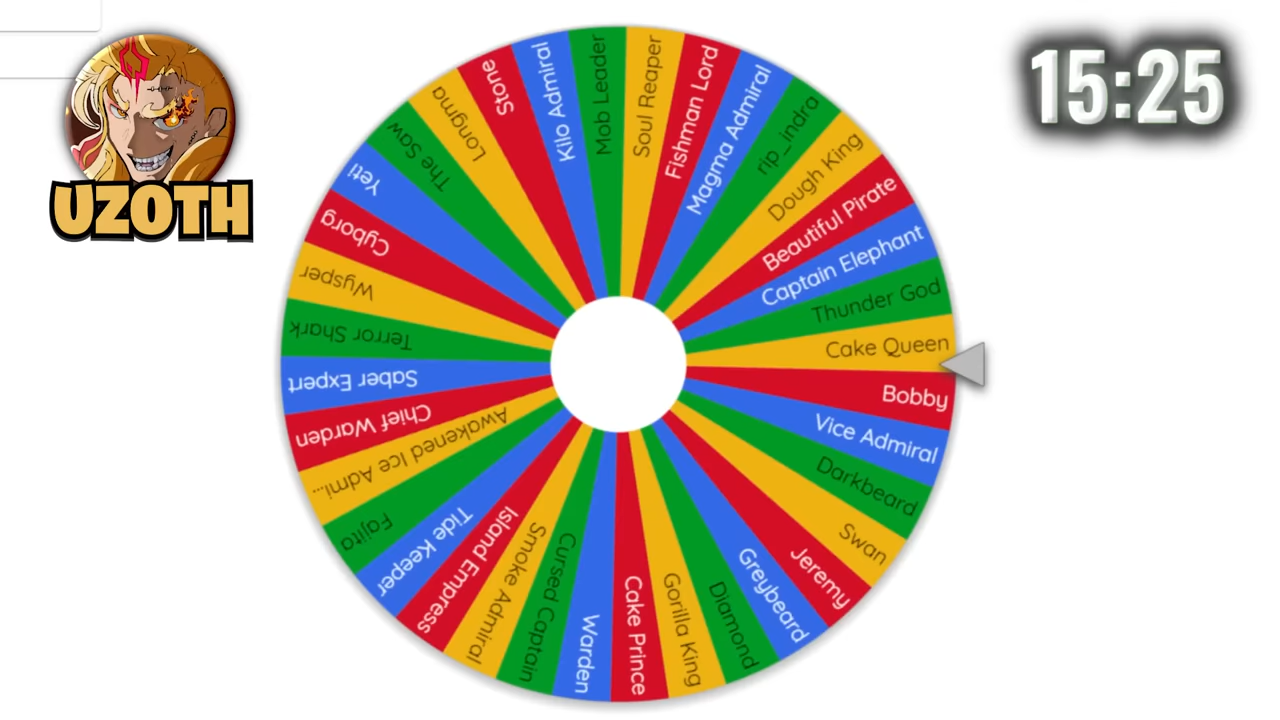 UZOTH
15:25
Mob Leader
Soul Reaper
Fishman Lord
Magma Admiral
rip_indra
Dough King
Beautiful Pirate
Captain Elephant
Thunder God
Cake Queen
Bobby
Vice Admiral
Darkbeard
Swan
Jeremy
Greybeard
Diamond
Gorilla King
Cake Prince
Warden
Cursed Captain
Smoke Admiral
Island Empress
Tide Keeper
Fajita
Awakened Ice Admi...
Chief Warden
Saber Expert
Terror Shark
Wysper
Cyborg
Yeti
The Saw
Longma
Stone
Kilo Admiral